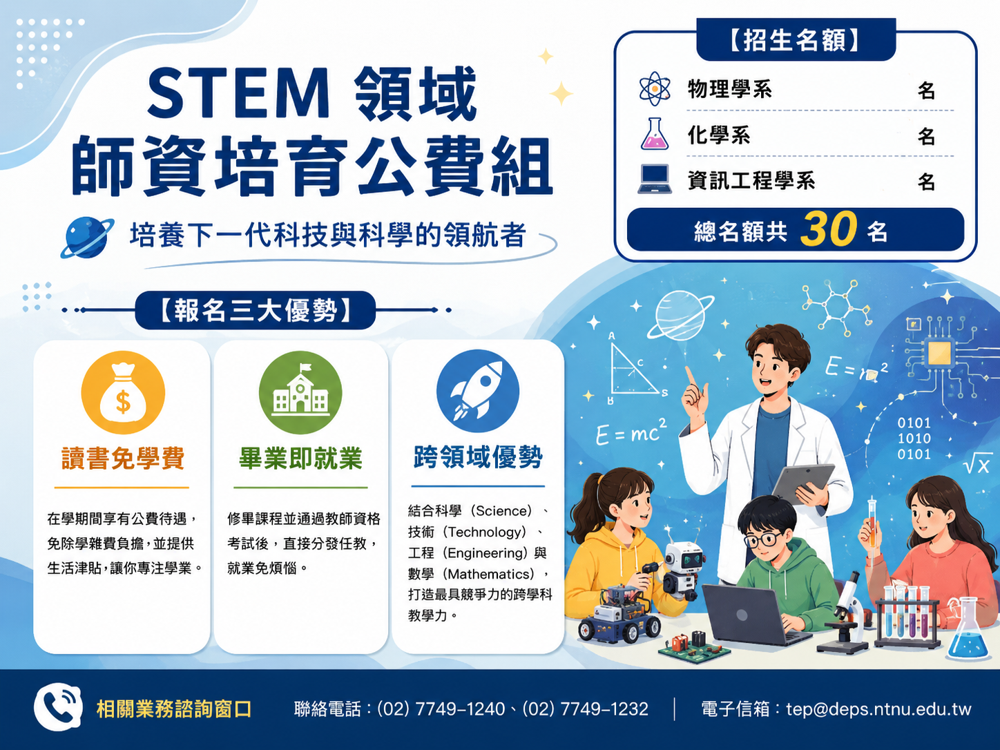 STEM 領域
師資培育公費組
培養下一代科技與科學的領航者
【招生名額】
物理學系 名
化學系 名
資訊工程學系 名
總名額共 30 名
【報名三大優勢】
讀書免學費
在學期間享有公費待遇，
免除學雜費負擔，並提供
生活津貼，讓你專注學業。
畢業即就業
修畢課程並通過教師資格
考試後，直接分發任教，
就業免煩惱。
跨領域優勢
結合科學（Science）、
技術（Technology）、
工程（Engineering）與
數學（Mathematics），
打造最具競爭力的跨學科
教學力。
A
C
B
S
E=mc²
0101
1010
0101
√x
相關業務諮詢窗口
聯絡電話：(02) 7749–1240、(02) 7749–1232
電子信箱：tep@deps.ntnu.edu.tw